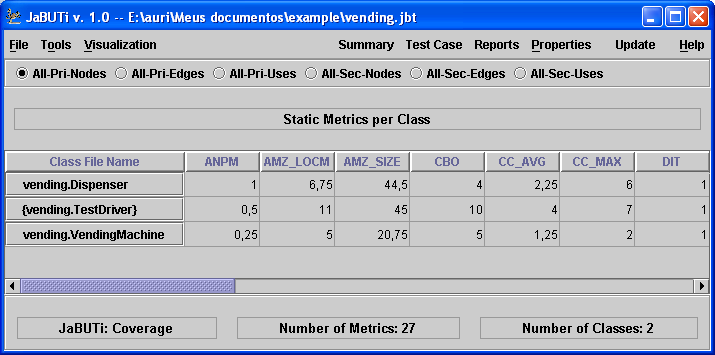 JaBUTi v. 1.0 -- E:\auri\Meus documentos\example\vending.jbt
File Tools Visualization Summary Test Case Reports Properties Update Help
All-Pri-Nodes All-Pri-Edges All-Pri-Uses All-Sec-Nodes All-Sec-Edges All-Sec-Uses
Static Metrics per Class
Class File Name ANPM AMZ_LOCM AMZ_SIZE CBO CC_AVG CC_MAX DIT
vending.Dispenser 1 6,75 44,5 4 2,25 6 1
{vending.TestDriver} 0,5 11 45 10 4 7 1
vending.VendingMachine 0,25 5 20,75 5 1,25 2 1
JaBUTi: Coverage Number of Metrics: 27 Number of Classes: 2